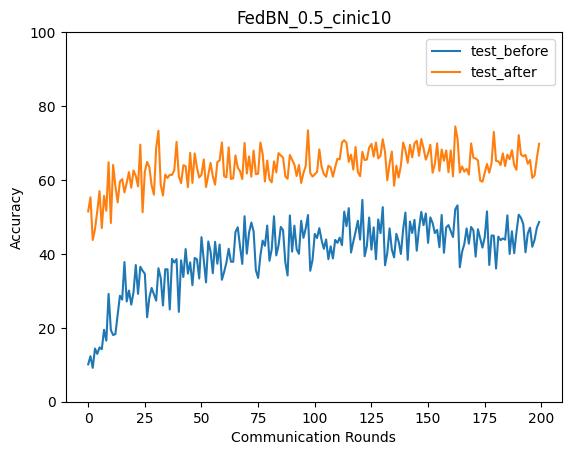 FedBN_0.5_cinic10
test_before
test_after
100
80
60
40
20
0
Accuracy
0 25 50 75 100 125 150 175 200
Communication Rounds